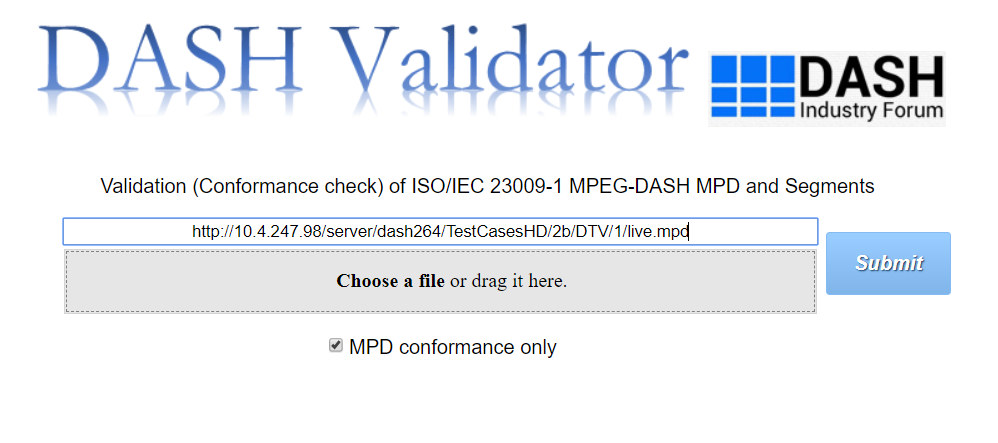 DASH Validator
DASH
Industry Forum
Validation (Conformance check) of ISO/IEC 23009-1 MPEG-DASH MPD and Segments
http://10.4.247.98/server/dash264/TestCasesHD/2b/DTV/1/live.mpd
Submit
Choose a file or drag it here.
MPD conformance only